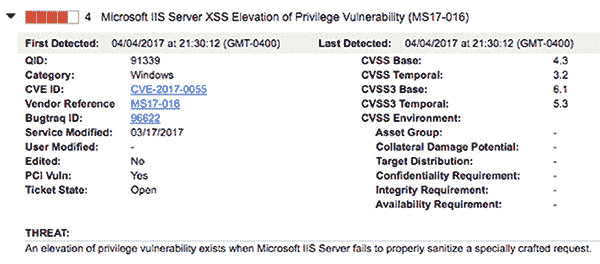 4 Microsoft IIS Server XSS Elevation of Privilege Vulnerability (MS17-016)
First Detected: 04/04/2017 at 21:30:12 (GMT-0400) Last Detected: 04/04/2017 at 21:30:12 (GMT-0400)
QID: 91339 CVSS Base: 4.3
Category: Windows CVSS Temporal: 3.2
CVE ID: CVE-2017-0055 CVSS3 Base: 6.1
Vendor Reference MS17-016 CVSS3 Temporal: 5.3
Bugtraq ID: 96622 CVSS Environment:
Service Modified: 03/17/2017 Asset Group: -
User Modified: - Collateral Damage Potential: -
Edited: No Target Distribution: -
PCI Vuln: Yes Confidentiality Requirement: -
Ticket State: Open Integrity Requirement: -
Availability Requirement: -
THREAT:
An elevation of privilege vulnerability exists when Microsoft IIS Server fails to properly sanitize a specially crafted request.